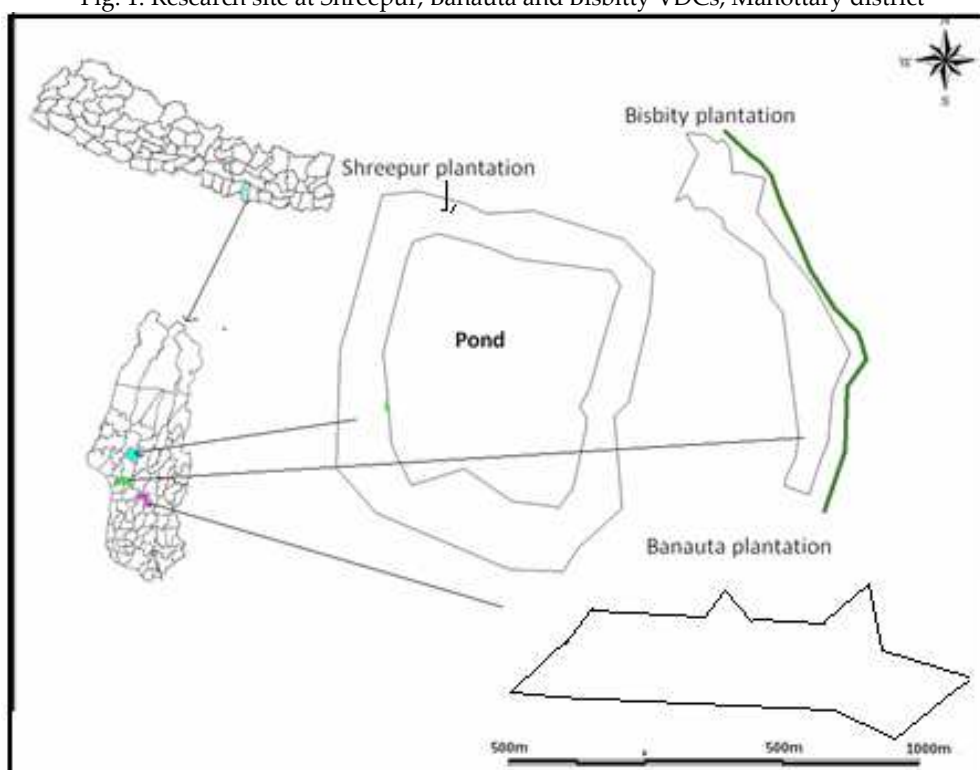 Fig. 1. Research site at Shreepur, Banauta and Bisbitty VDCs, Mahottary district
N
W
S
Bisbity plantation
Shreepur plantation
Pond
Banauta plantation
500m 500m 1000m